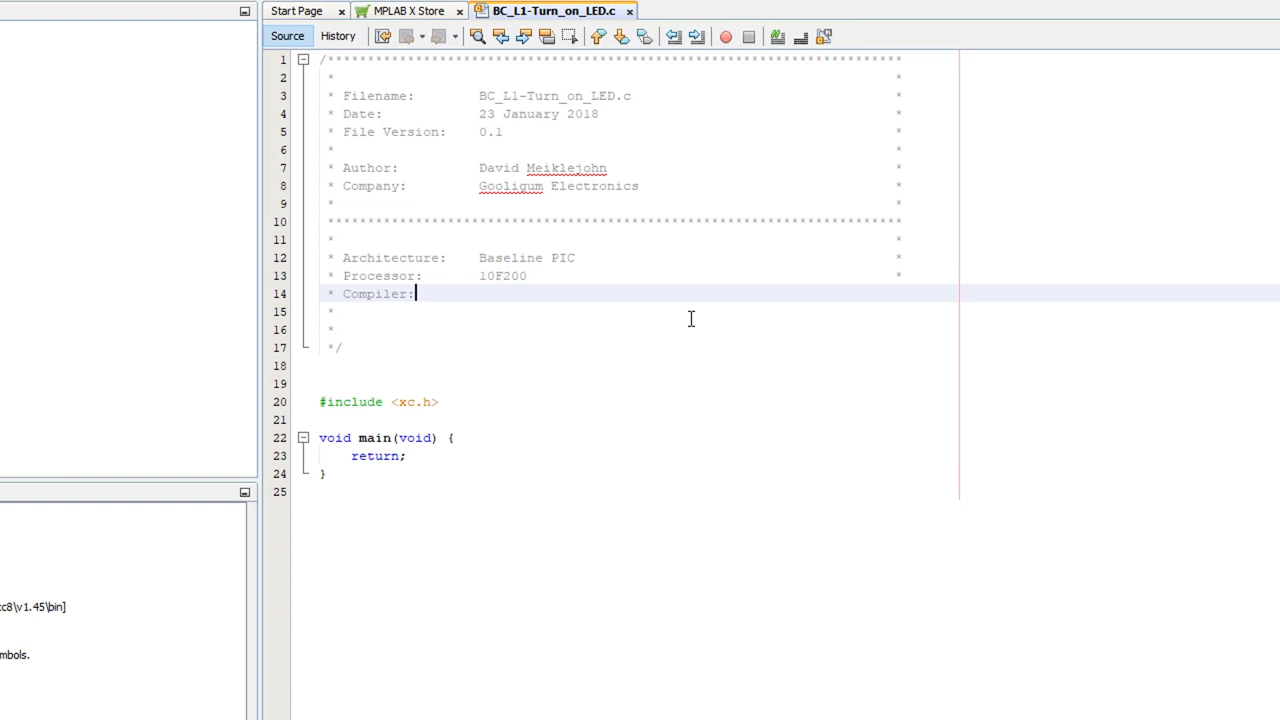 Start Page
MPLAB X Store
BC_L1-Turn_on_LED.c
Source
History
1 /************************************************************************
2 * *
3 * Filename: BC_L1-Turn_on_LED.c *
4 * Date: 23 January 2018 *
5 * File Version: 0.1 *
6 * *
7 * Author: David Meiklejohn *
8 * Company: Gooligum Electronics *
9 * *
10 ************************************************************************
11 * *
12 * Architecture: Baseline PIC *
13 * Processor: 10F200 *
14 * Compiler:
15 *
16 *
17 */
18
19
20 #include <xc.h>
21
22 void main(void) {
23 return;
24 }
25
c8\v1.45\bin]
mbols.